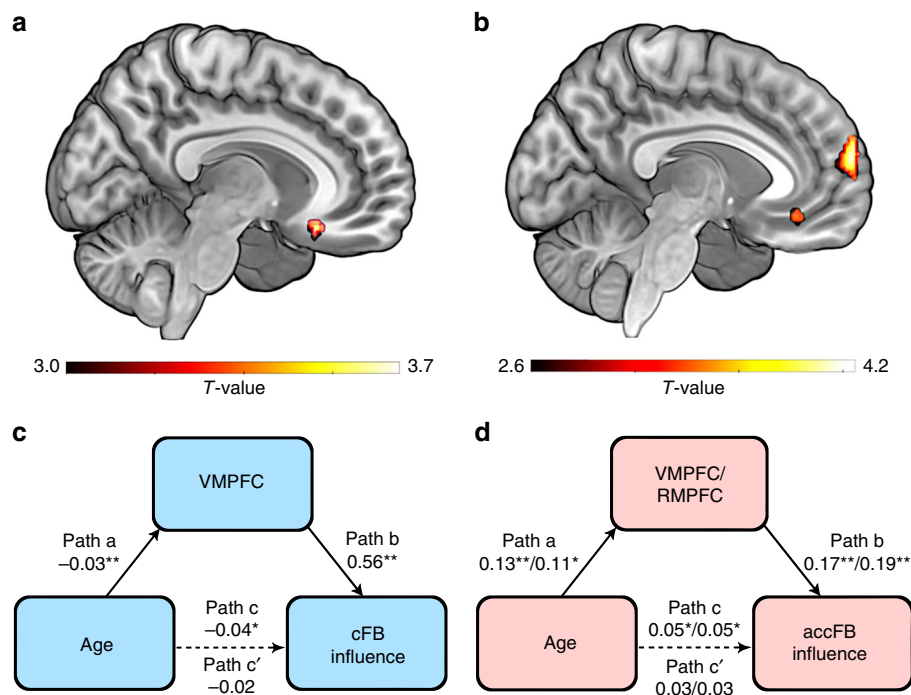 a
b
3.0
3.7
T-value
2.6
4.2
T-value
c
VMPFC
Path a
–0.03**
Path b
0.56**
Age
Path c
–0.04*
Path c′
–0.02
cFB
influence
d
VMPFC/
RMPFC
Path a
0.13**/0.11*
Path b
0.17**/0.19**
Age
Path c
0.05*/0.05*
Path c′
0.03/0.03
accFB
influence